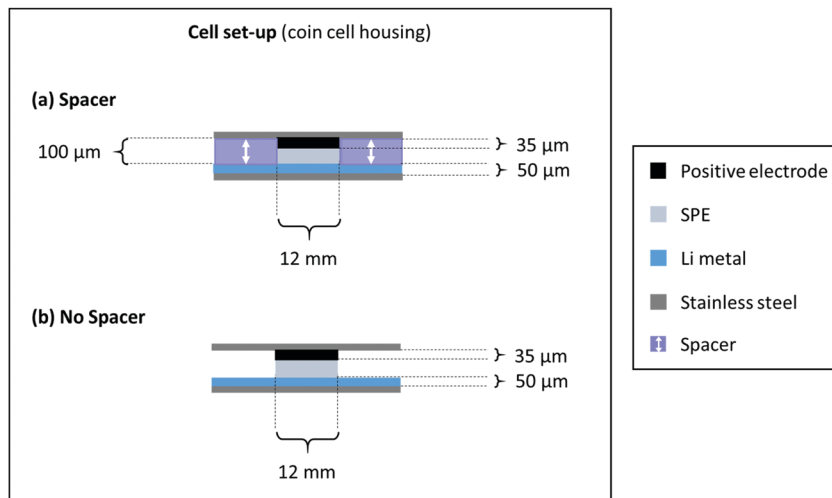 Cell set-up (coin cell housing)
(a) Spacer
100 μm
35 μm
50 μm
12 mm
(b) No Spacer
35 μm
50 μm
12 mm
Positive electrode
SPE
Li metal
Stainless steel
Spacer